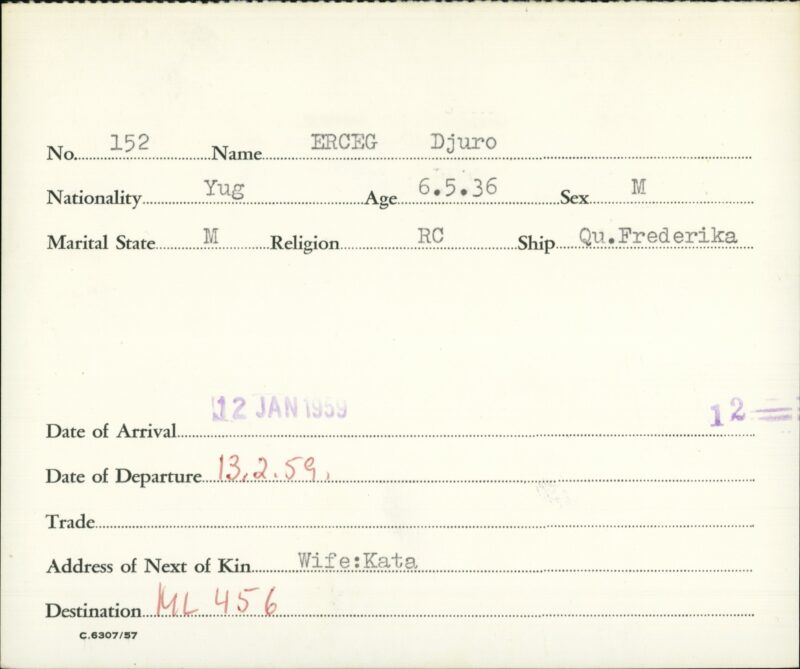 No. 152 Name ERCEG Djuro
Nationality Yug Age 6.5.36 Sex M
Marital State M Religion RC Ship Qu.Frederika
Date of Arrival 12 JAN 1959 12
Date of Departure 13.2.59.
Trade
Address of Next of Kin Wife:Kata
Destination ML 456
C.6307/57